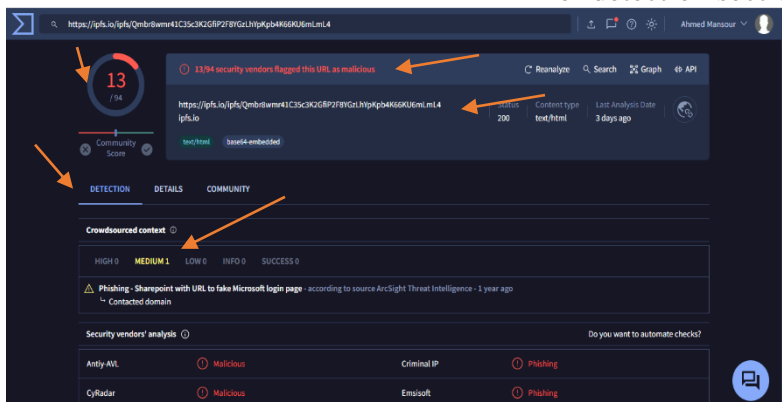 https://ipfs.io/ipfs/Qmbr8wmr41C35c3K2GfiP2F8YGzLhYpKpb4K66KU6mLmL4
Ahmed Mansour
13
/ 94
Community
Score
13/94 security vendors flagged this URL as malicious
Reanalyze
Search
Graph
API
https://ipfs.io/ipfs/Qmbr8wmr41C35c3K2GfiP2F8YGzLhYpKpb4K66KU6mLmL4
ipfs.io
Status
200
Content type
text/html
Last Analysis Date
3 days ago
text/html
base64-embedded
DETECTION
DETAILS
COMMUNITY
Crowdsourced context
HIGH 0
MEDIUM 1
LOW 0
INFO 0
SUCCESS 0
Phishing - Sharepoint with URL to fake Microsoft login page - according to source ArcSight Threat Intelligence - 1 year ago
Contacted domain
Security vendors' analysis
Do you want to automate checks?
Antiy-AVL
Malicious
Criminal IP
Phishing
CyRadar
Malicious
Emsisoft
Phishing